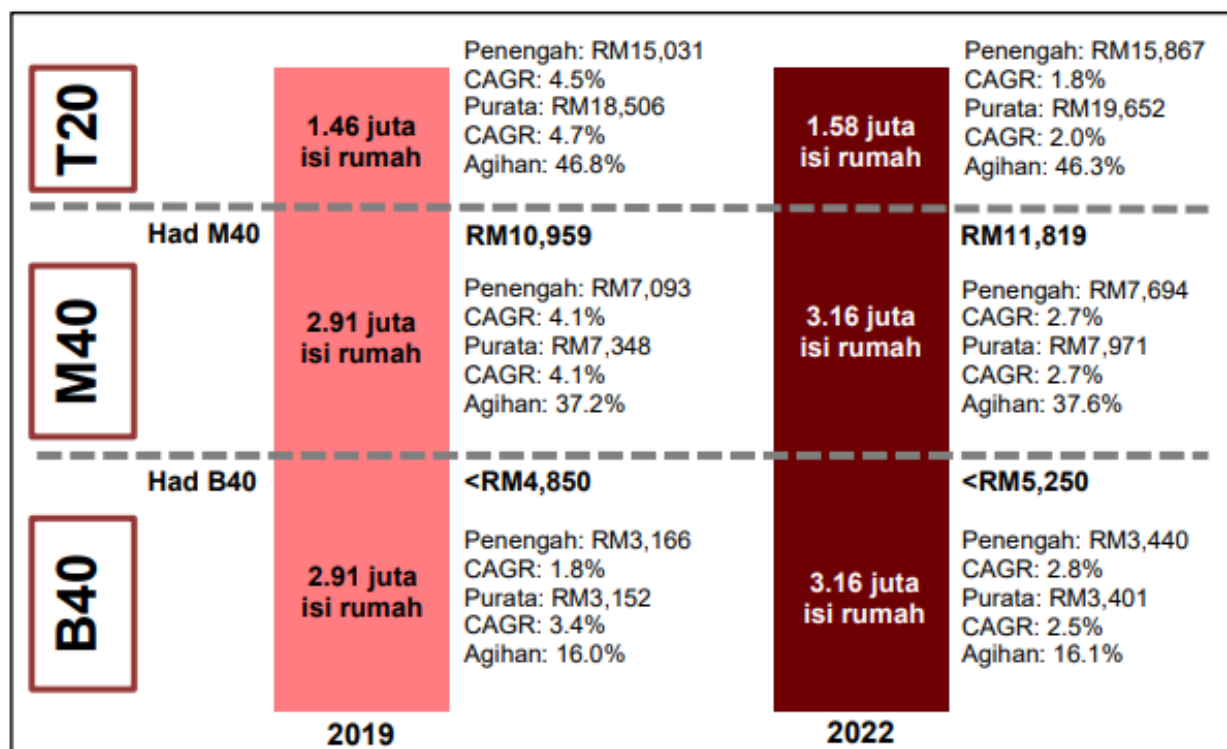 T20
1.46 juta
isi rumah
Penengah: RM15,031
CAGR: 4.5%
Purata: RM18,506
CAGR: 4.7%
Agihan: 46.8%
1.58 juta
isi rumah
Penengah: RM15,867
CAGR: 1.8%
Purata: RM19,652
CAGR: 2.0%
Agihan: 46.3%
Had M40
RM10,959
RM11,819
M40
2.91 juta
isi rumah
Penengah: RM7,093
CAGR: 4.1%
Purata: RM7,348
CAGR: 4.1%
Agihan: 37.2%
3.16 juta
isi rumah
Penengah: RM7,694
CAGR: 2.7%
Purata: RM7,971
CAGR: 2.7%
Agihan: 37.6%
Had B40
<RM4,850
<RM5,250
B40
2.91 juta
isi rumah
Penengah: RM3,166
CAGR: 1.8%
Purata: RM3,152
CAGR: 3.4%
Agihan: 16.0%
3.16 juta
isi rumah
Penengah: RM3,440
CAGR: 2.8%
Purata: RM3,401
CAGR: 2.5%
Agihan: 16.1%
2019
2022